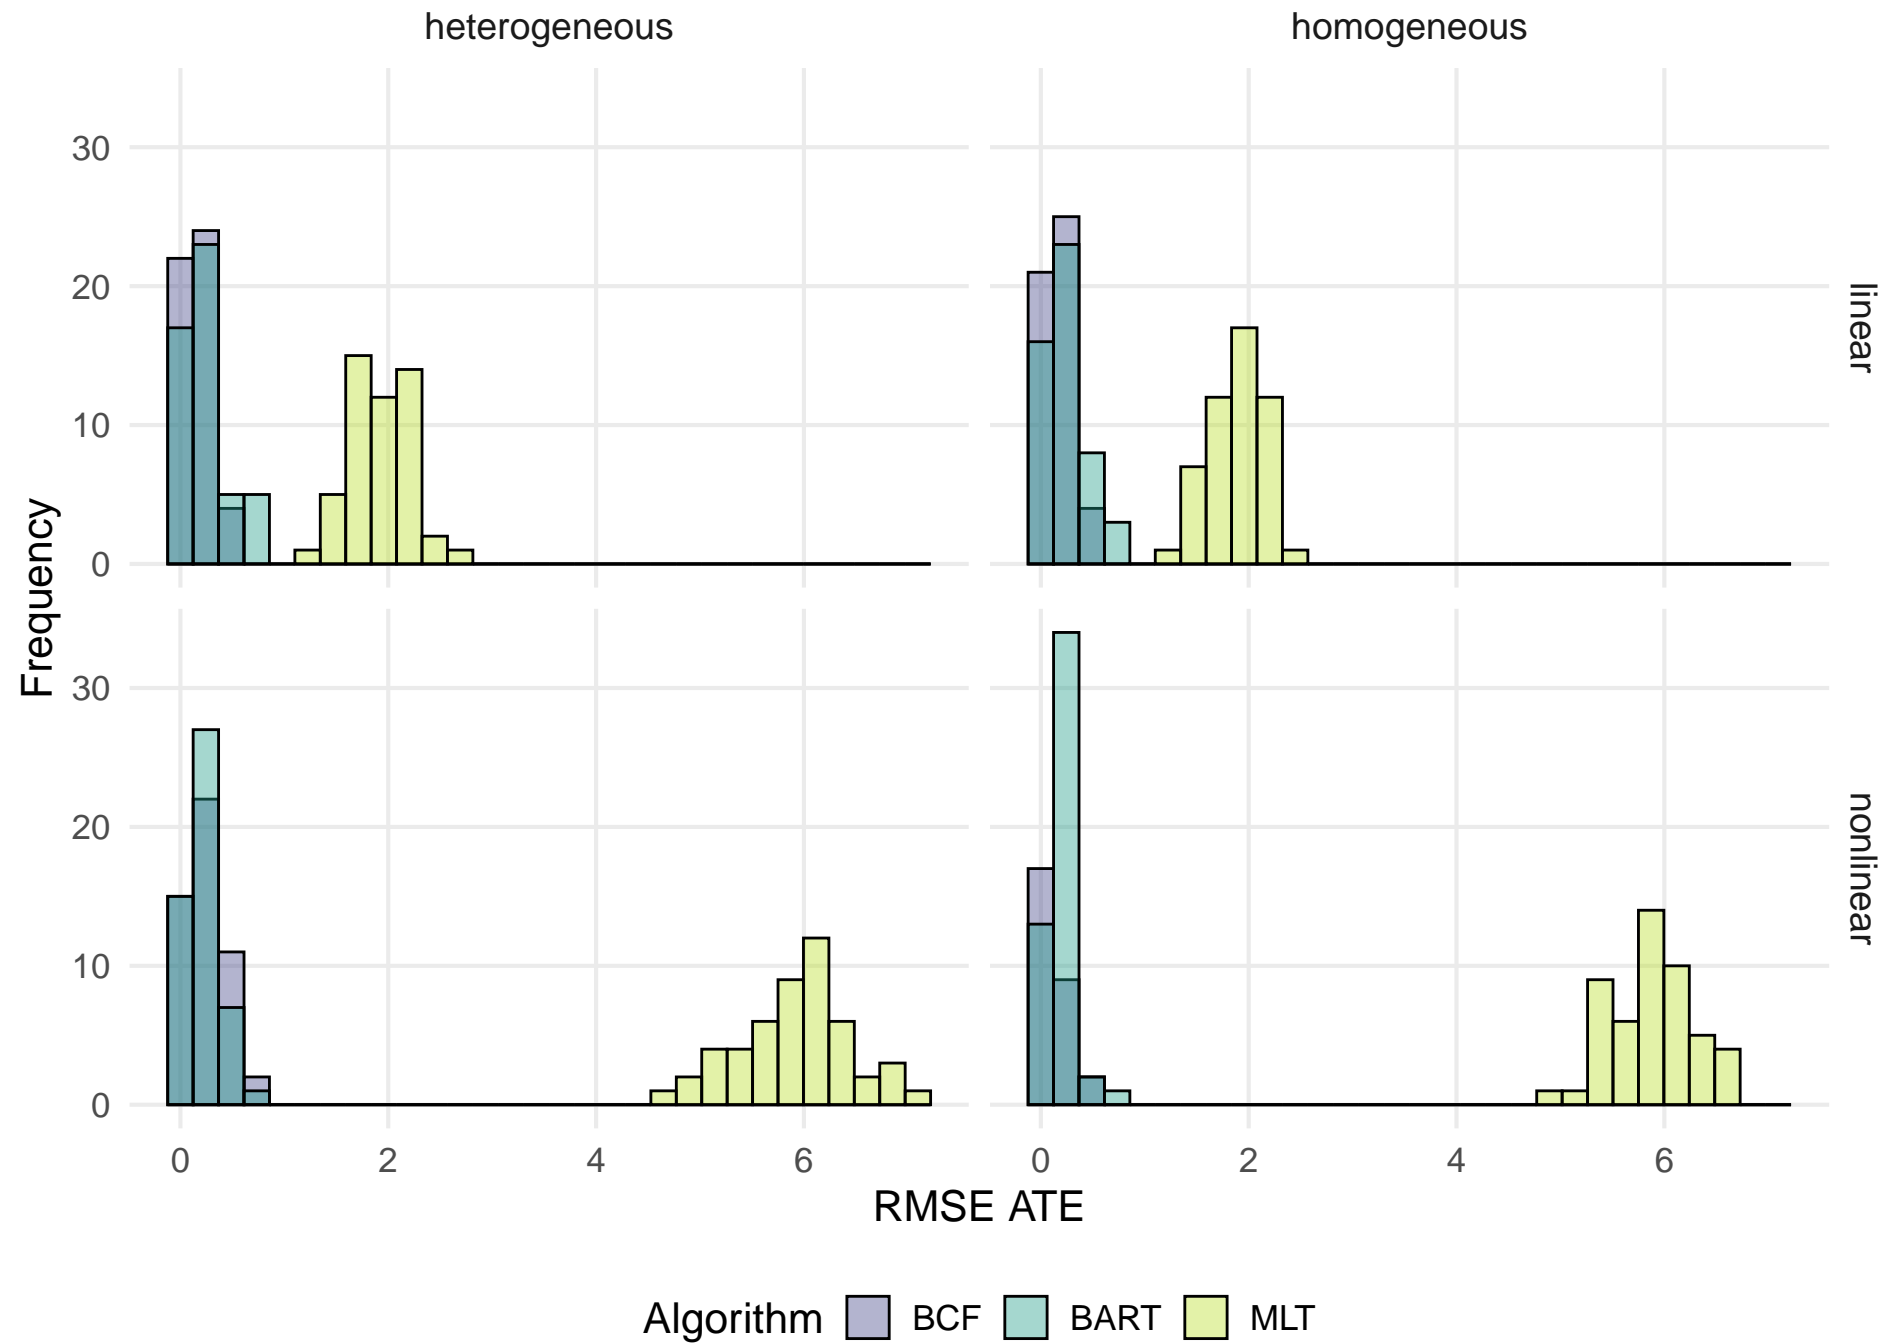 heterogeneous
homogeneous
30
20
10
0
linear
Frequency
30
20
10
0
nonlinear
0 2 4 6
0 2 4 6
RMSE ATE
Algorithm BCF BART MLT